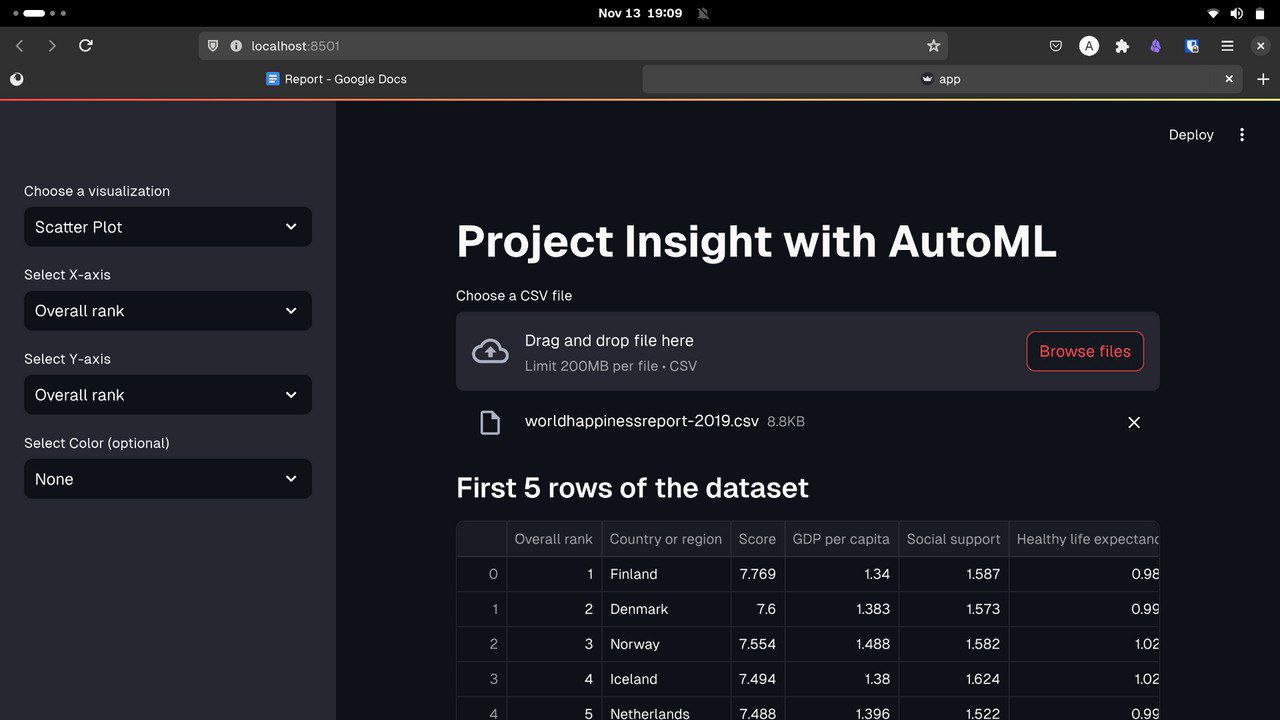 Nov 13 19:09
localhost:8501
Report - Google Docs
app
Deploy
Choose a visualization
Scatter Plot
Select X-axis
Overall rank
Select Y-axis
Overall rank
Select Color (optional)
None
Project Insight with AutoML
Choose a CSV file
Drag and drop file here
Limit 200MB per file • CSV
Browse files
worldhappinessreport-2019.csv 8.8KB
First 5 rows of the dataset
Overall rank Country or region Score GDP per capita Social support Healthy life expectanc
0 1 Finland 7.769 1.34 1.587 0.98
1 2 Denmark 7.6 1.383 1.573 0.99
2 3 Norway 7.554 1.488 1.582 1.02
3 4 Iceland 7.494 1.38 1.624 1.02
4 5 Netherlands 7.488 1.396 1.522 0.99